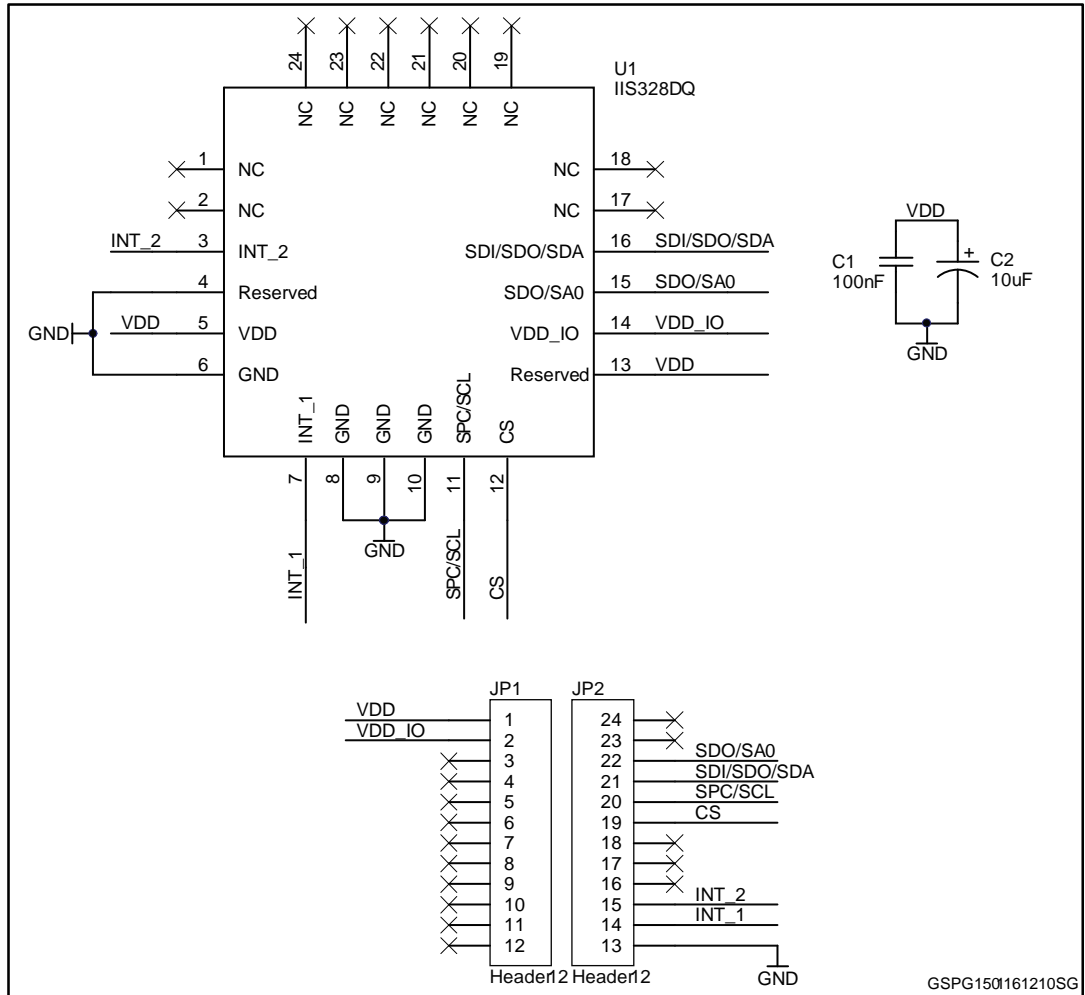 24 23 22 21 20 19
NC NC NC NC NC NC
U1
IIS328DQ
1 NC
2 NC
INT_2 3 INT_2
4 Reserved
GND VDD 5 VDD
6 GND
NC 18
NC 17
SDI/SDO/SDA 16 SDI/SDO/SDA
SDO/SA0 15 SDO/SA0
VDD_IO 14 VDD_IO
Reserved 13 VDD
INT_1 GND GND GND SPC/SCL CS
7 8 9 10 11 12
INT_1 GND SPC/SCL CS
VDD
C1
100nF
C2
10uF
+
GND
JP1
VDD 1
VDD_IO 2
3
4
5
6
7
8
9
10
11
12
Header12
JP2
24
23
22 SDO/SA0
21 SDI/SDO/SDA
20 SPC/SCL
19 CS
18
17
16
15 INT_2
14 INT_1
13
Header12
GND
GSPG1501161210SG